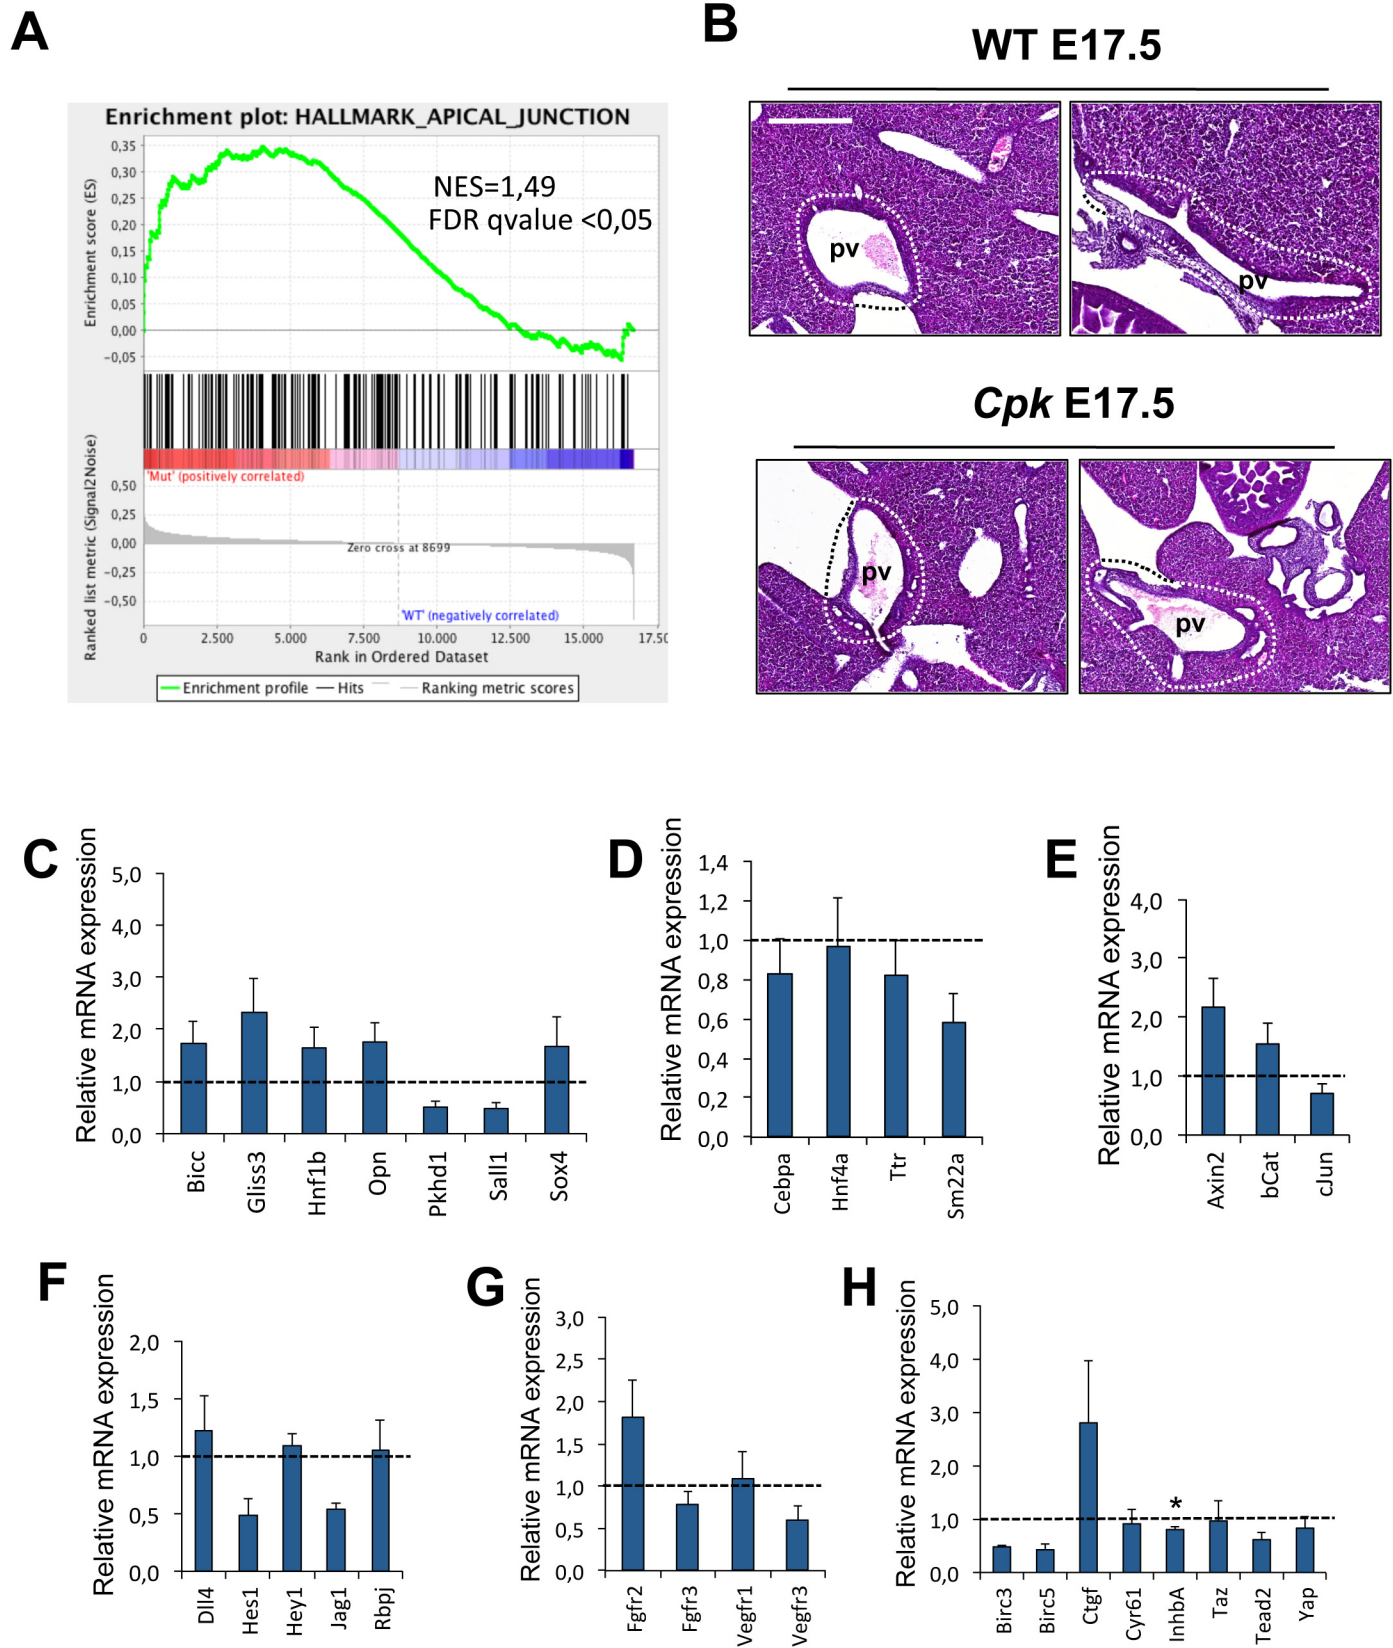 A
Enrichment plot: HALLMARK_APICAL_JUNCTION
Enrichment score (ES)
0,35
0,30
0,25
0,20
0,15
0,10
0,05
0,00
-0,05
NES=1,49
FDR qvalue <0,05
Ranked list metric (Signal2Noise)
'Mut' (positively correlated)
0,50
0,25
0,00
-0,25
-0,50
Zero cross at 8699
'WT' (negatively correlated)
0 2.500 5.000 7.500 10.000 12.500 15.000 17.50
Rank in Ordered Dataset
Enrichment profile Hits Ranking metric scores
B
WT E17.5
pv
pv
Cpk E17.5
pv
pv
C
Relative mRNA expression
5,0
4,0
3,0
2,0
1,0
0,0
Bicc Gliss3 Hnf1b Opn Pkhd1 Sall1 Sox4
D
Relative mRNA expression
1,4
1,2
1,0
0,8
0,6
0,4
0,2
0,0
Cebpa Hnf4a Ttr Sm22a
E
Relative mRNA expression
4,0
3,0
2,0
1,0
0,0
Axin2 bCat cJun
F
Relative mRNA expression
2,0
1,5
1,0
0,5
0,0
Dll4 Hes1 Hey1 Jag1 Rbpj
G
Relative mRNA expression
3,0
2,5
2,0
1,5
1,0
0,5
0,0
Fgfr2 Fgfr3 Vegfr1 Vegfr3
H
Relative mRNA expression
5,0
4,0
3,0
2,0
1,0
0,0
*
Birc3 Birc5 Ctgf Cyr61 InhbA Taz Tead2 Yap